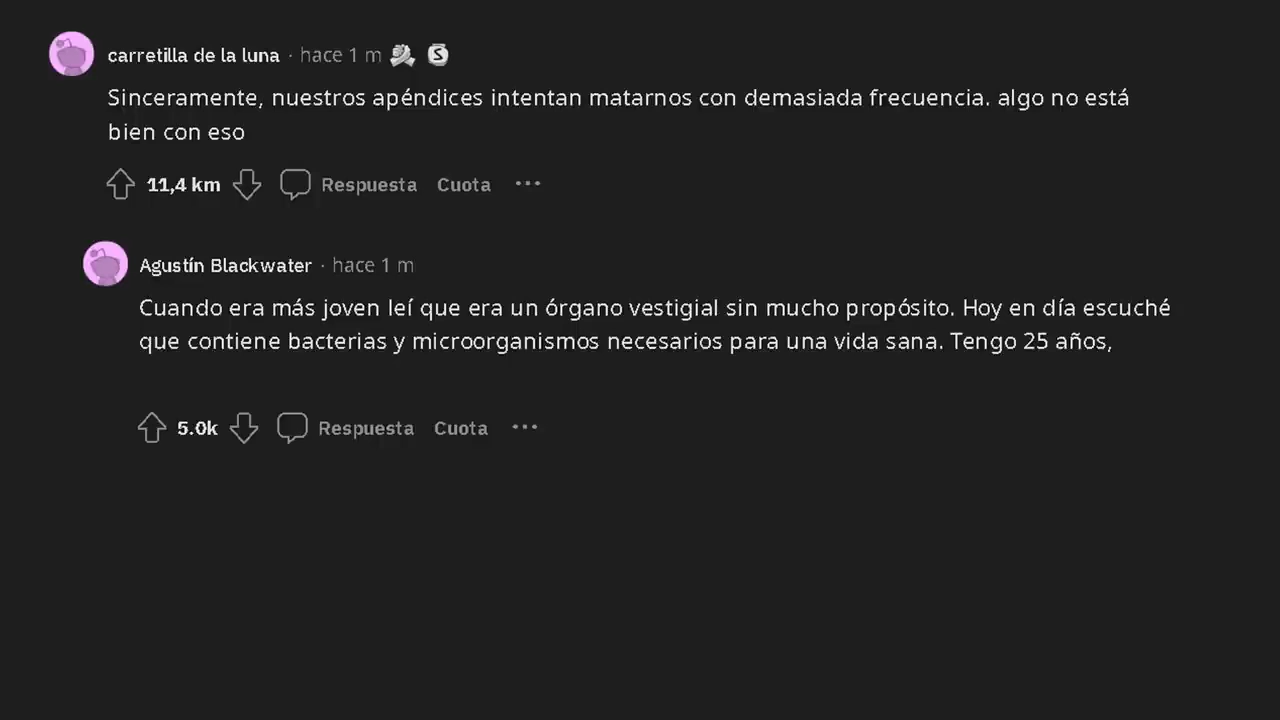 carretilla de la luna · hace 1 m
Sinceramente, nuestros apéndices intentan matarnos con demasiada frecuencia. algo no está
bien con eso
11,4 km Respuesta Cuota ···
Agustín Blackwater · hace 1 m
Cuando era más joven leí que era un órgano vestigial sin mucho propósito. Hoy en día escuché
que contiene bacterias y microorganismos necesarios para una vida sana. Tengo 25 años,
5.0k Respuesta Cuota ···